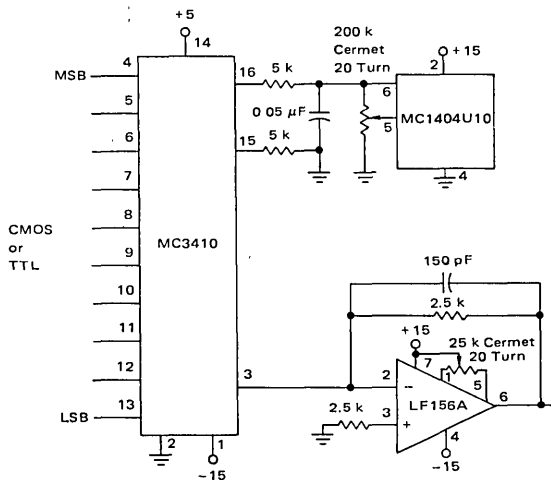 +5
14
200 k
Cermet
20 Turn
+15
2
MSB
4
16
5 k
6
5
0 05 μF
5
MC1404U10
6
15
5 k
7
4
8
MC3410
CMOS
or
TTL
9
150 pF
10
2.5 k
11
+15
25 k Cermet
20 Turn
12
7
1
3
5
2
–
6
LSB
13
LF156A
2.5 k
3
+
2
1
4
-15
-15